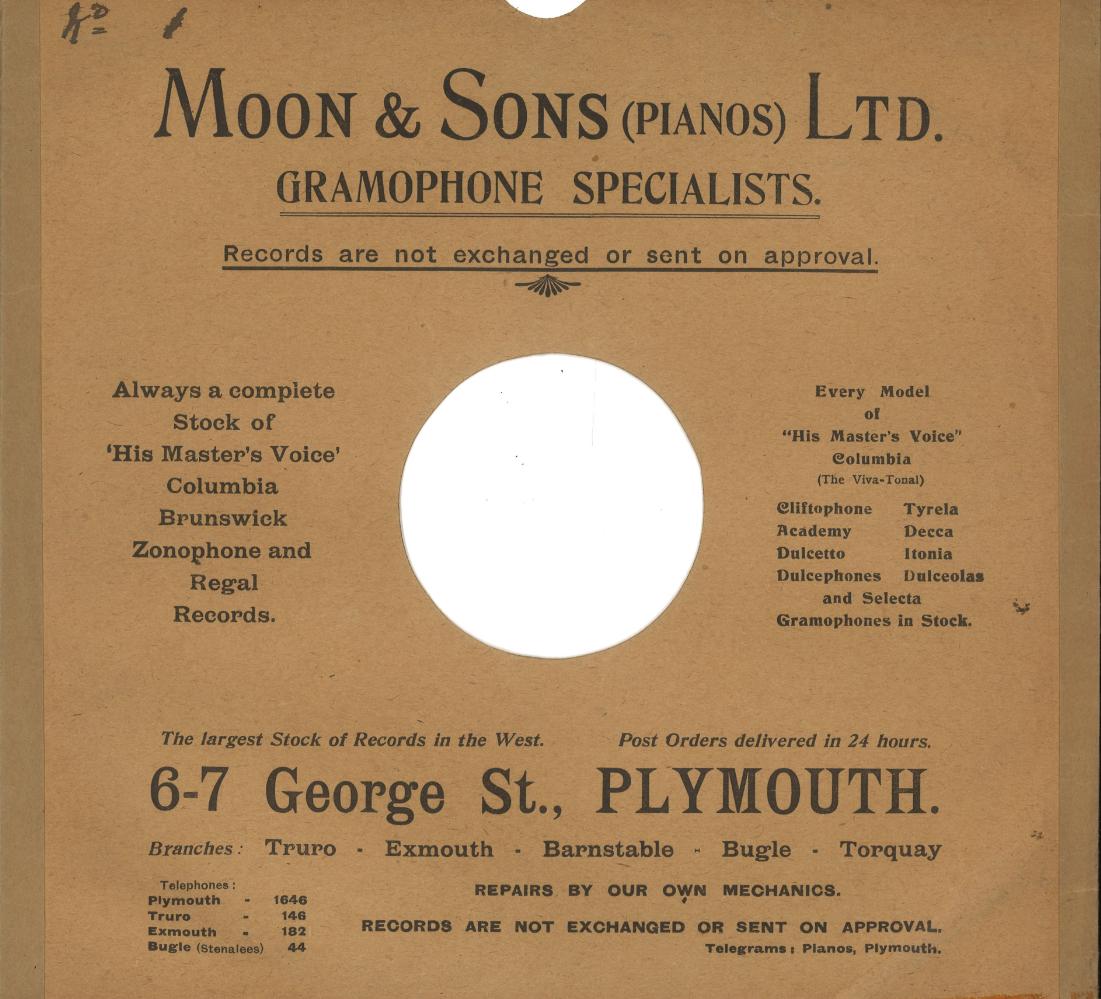 MOON & SONS (PIANOS) LTD.
GRAMOPHONE SPECIALISTS.
Records are not exchanged or sent on approval.
Always a complete
Stock of
‘His Master's Voice’
Columbia
Brunswick
Zonophone and
Regal
Records.
Every Model
of
“His Master's Voice”
Columbia
(The Viva-Tonal)
Cliftophone Tyrela
Academy Decca
Dulcetto Itonia
Dulcephones Dulceolas
and Selecta
Gramophones in Stock.
The largest Stock of Records in the West. Post Orders delivered in 24 hours.
6-7 George St., PLYMOUTH.
Branches: Truro - Exmouth - Barnstable - Bugle - Torquay
Telephones:
Plymouth - 1646
Truro - 146
Exmouth - 182
Bugle (Stenalees) 44
REPAIRS BY OUR OWN MECHANICS.
RECORDS ARE NOT EXCHANGED OR SENT ON APPROVAL.
Telegrams: Pianos, Plymouth.